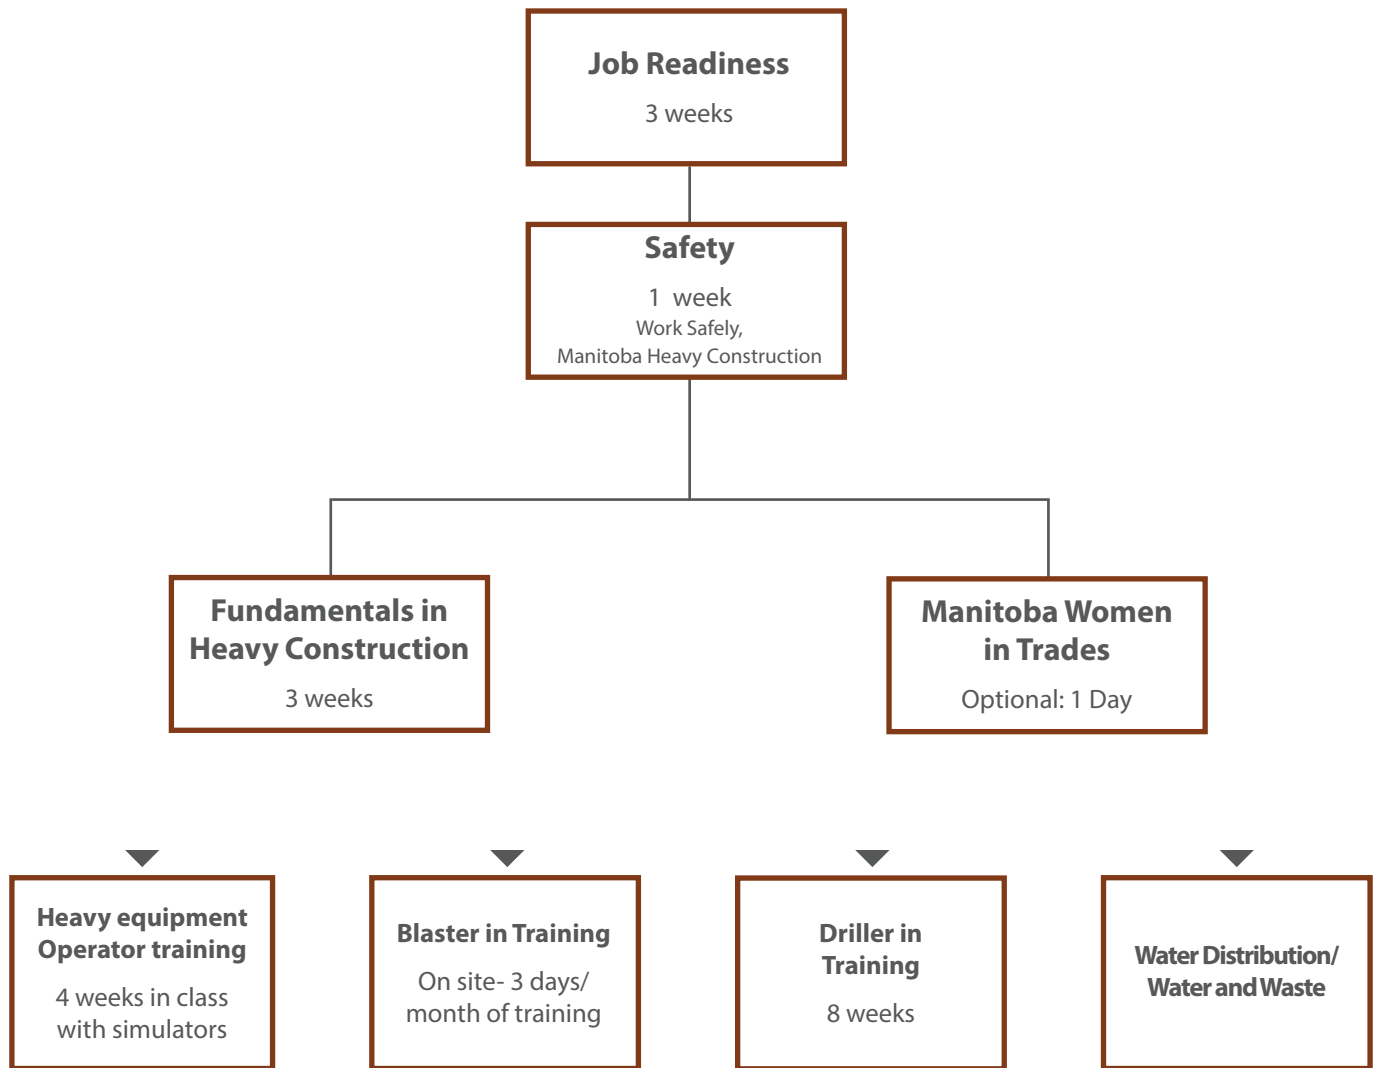 Job Readiness
3 weeks
Safety
1 week
Work Safely,
Manitoba Heavy Construction
Fundamentals in
Heavy Construction
3 weeks
Manitoba Women
in Trades
Optional: 1 Day
Heavy equipment
Operator training
4 weeks in class
with simulators
Blaster in Training
On site- 3 days/
month of training
Driller in
Training
8 weeks
Water Distribution/
Water and Waste